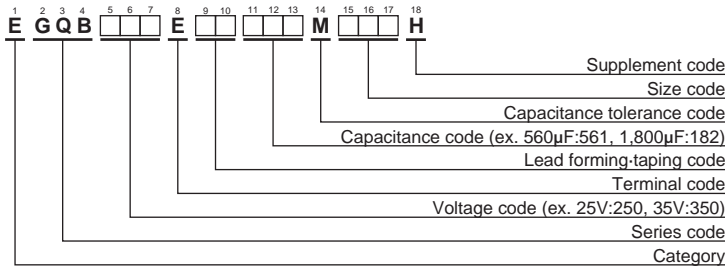 1 2 3 4 5 6 7 8 9 10 11 12 13 14 15 16 17 18
E GQB E M H
Supplement code
Size code
Capacitance tolerance code
Capacitance code (ex. 560μF:561, 1,800μF:182)
Lead forming·taping code
Terminal code
Voltage code (ex. 25V:250, 35V:350)
Series code
Category